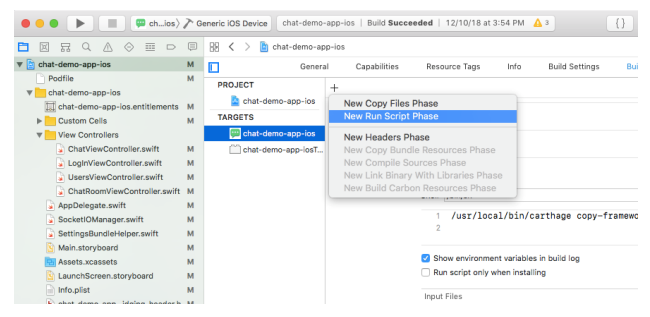 ch...ios
Generic iOS Device
chat-demo-app-ios | Build Succeeded | 12/10/18 at 3:54 PM
3
{ }
chat-demo-app-ios M
Podfile M
chat-demo-app-ios
chat-demo-app-ios.entitlements M
Custom Cells M
View Controllers
ChatViewController.swift M
LogInViewController.swift M
UsersViewController.swift M
ChatRoomViewController.swift M
AppDelegate.swift M
SocketIOManager.swift M
SettingsBundleHelper.swift M
Main.storyboard M
Assets.xcassets M
LaunchScreen.storyboard M
Info.plist M
chat-demo-app-ios
General Capabilities Resource Tags Info Build Settings
PROJECT
chat-demo-app-ios
TARGETS
chat-demo-app-ios
chat-demo-app-iosT...
+
New Copy Files Phase
New Run Script Phase
New Headers Phase
New Copy Bundle Resources Phase
New Compile Sources Phase
New Link Binary With Libraries Phase
New Build Carbon Resources Phase
1 /usr/local/bin/carthage copy-framewo
2
Show environment variables in build log
Run script only when installing
Input Files